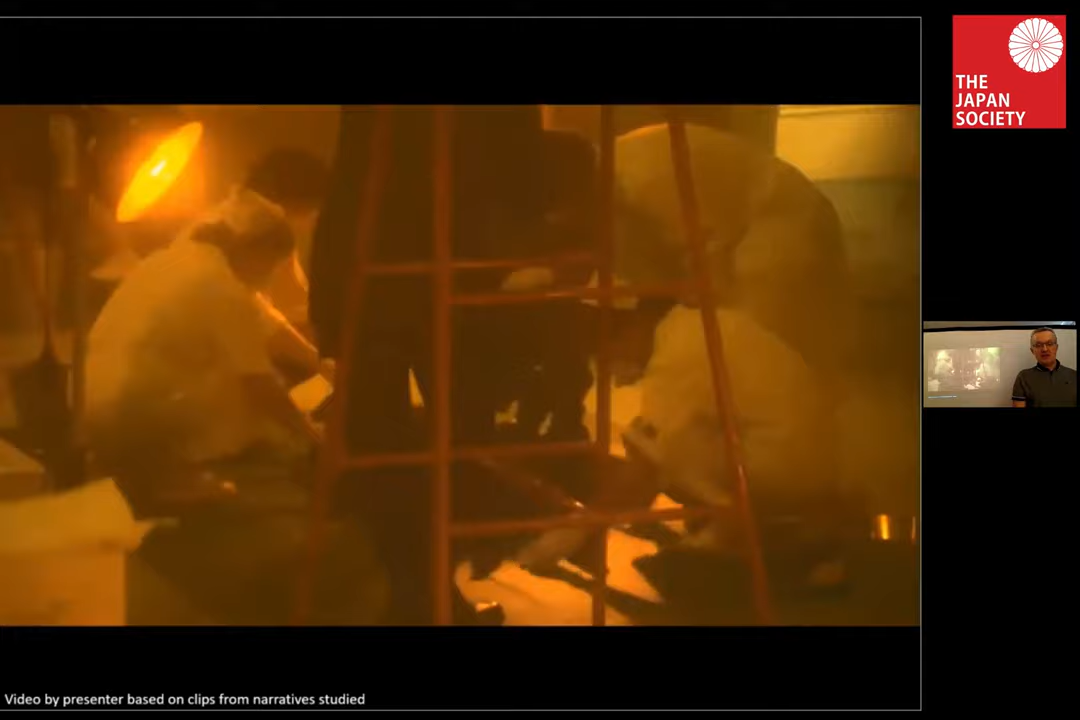 THE
JAPAN
SOCIETY
Video by presenter based on clips from narratives studied